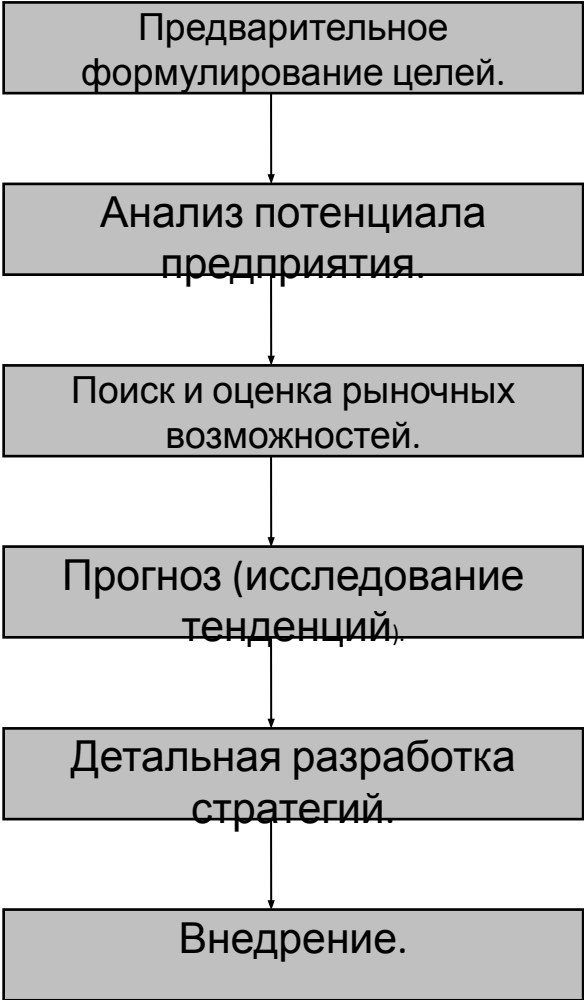 Предварительное
формулирование целей.
Анализ потенциала
предприятия.
Поиск и оценка рыночных
возможностей.
Прогноз (исследование
тенденций).
Детальная разработка
стратегий.
Внедрение.